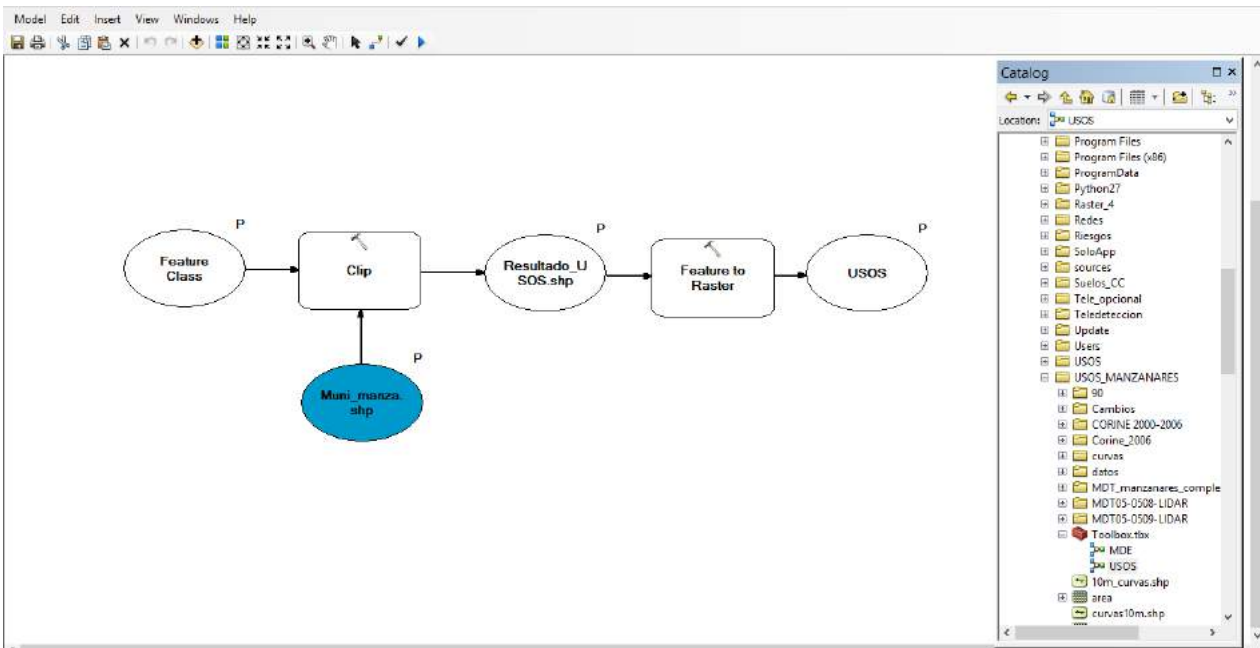 Model Edit Insert View Windows Help
P
Feature
Class
Clip
P
Resultado_U
SOS.shp
Feature to
Raster
P
USOS
P
Muni_manza.
shp
Catalog
Location: USOS
Program Files
Program Files (x86)
ProgramData
Python27
Raster_4
Redes
Riesgos
SoloApp
sources
Suelos_CC
Tele_opcional
Teledeteccion
Update
Users
USOS
USOS_MANZANARES
90
Cambios
CORINE 2000-2006
Corine_2006
curvas
datos
MDT_manzanares_comple
MDT05-0508-LIDAR
MDT05-0509-LIDAR
Toolbox.tbx
MDE
USOS
10m_curvas.shp
area
curvas10m.shp